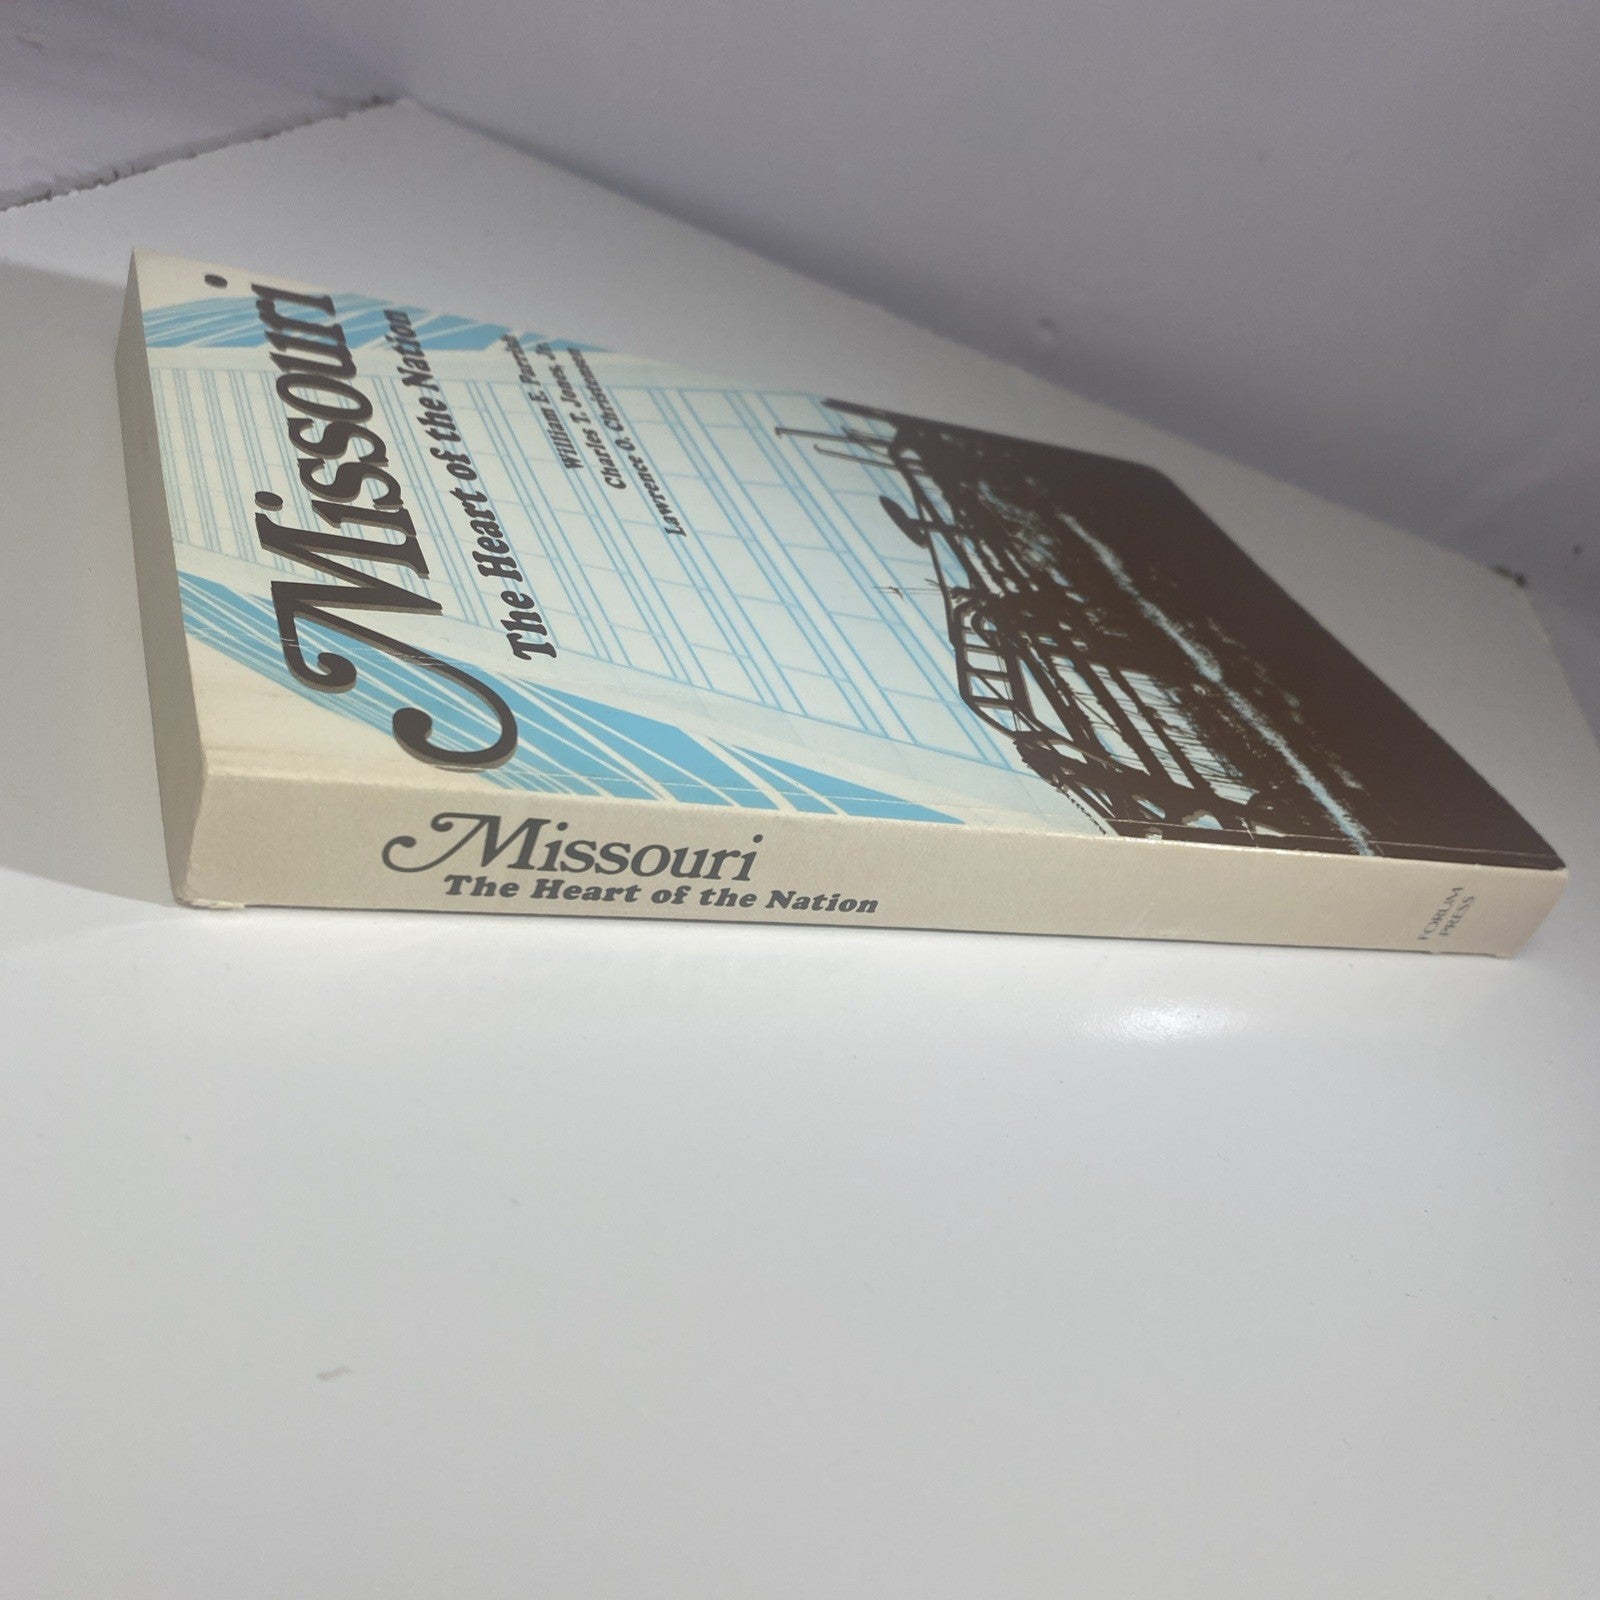 Missouri
The Heart of the Nation
William E. Parrish
Charles T. Jones, Jr.
Lawrence O. Christensen
Missouri
The Heart of the Nation
FORUM
PRESS